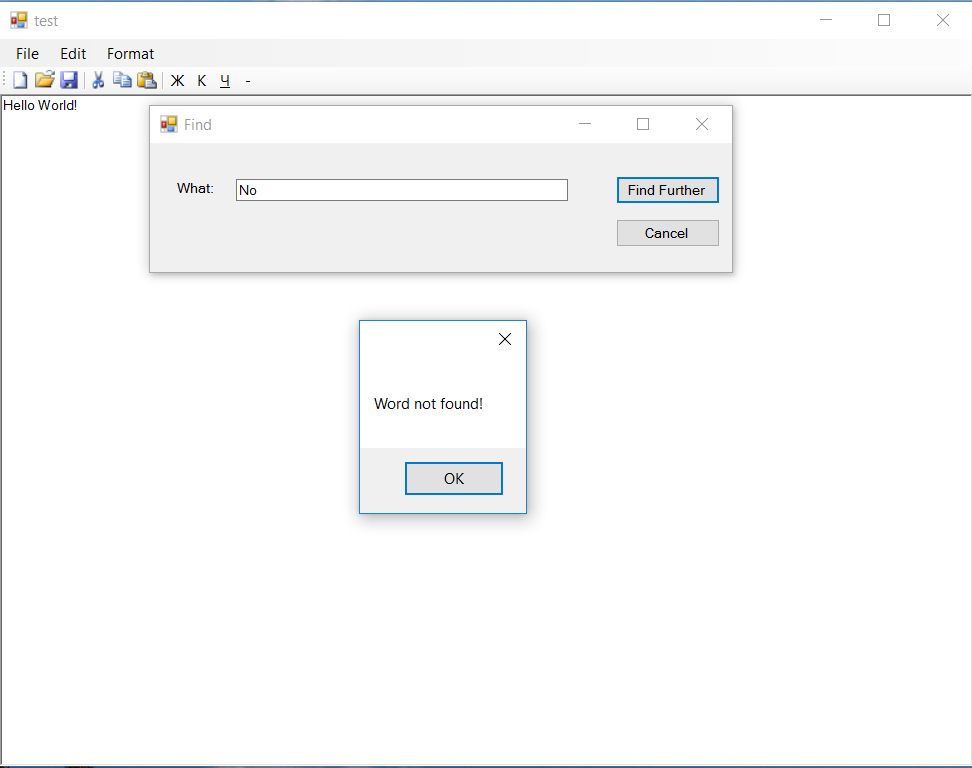 test
File Edit Format
Ж К Ч -
Hello World!
Find
What: No Find Further
Cancel
Word not found!
OK